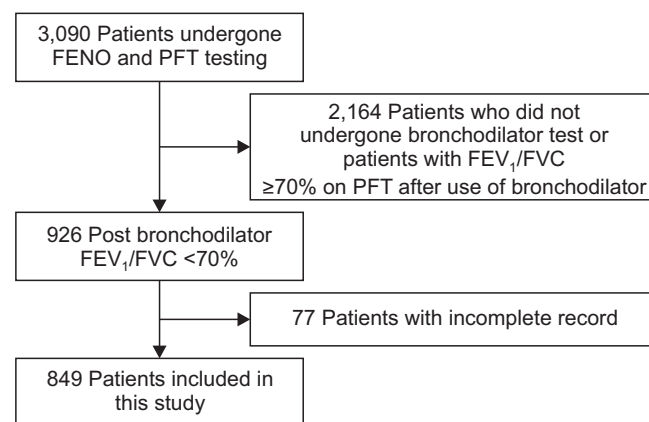 3,090 Patients undergone
FENO and PFT testing
2,164 Patients who did not
undergone bronchodilator test or
patients with FEV₁/FVC
≥70% on PFT after use of bronchodilator
926 Post bronchodilator
FEV₁/FVC <70%
77 Patients with incomplete record
849 Patients included in
this study